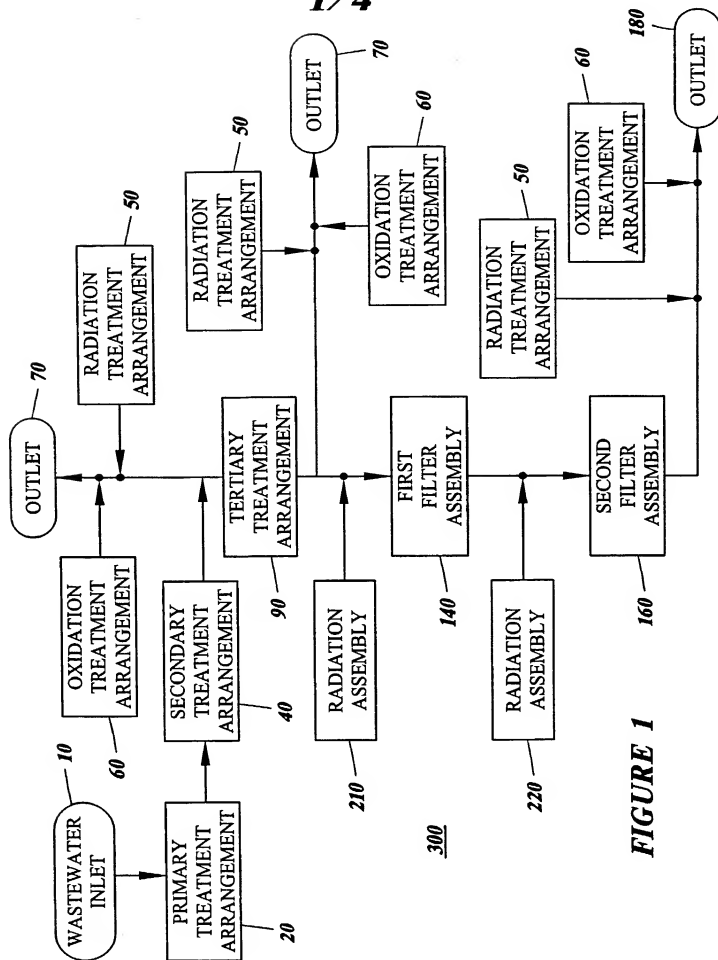 1/4
OUTLET
70
RADIATION
TREATMENT
ARRANGEMENT
50
OXIDATION
TREATMENT
ARRANGEMENT
60
WASTEWATER
INLET
10
PRIMARY
TREATMENT
ARRANGEMENT
20
SECONDARY
TREATMENT
ARRANGEMENT
40
TERTIARY
TREATMENT
ARRANGEMENT
90
RADIATION
TREATMENT
ARRANGEMENT
50
OUTLET
70
OXIDATION
TREATMENT
ARRANGEMENT
60
RADIATION
ASSEMBLY
210
FIRST
FILTER
ASSEMBLY
140
RADIATION
ASSEMBLY
220
SECOND
FILTER
ASSEMBLY
160
RADIATION
TREATMENT
ARRANGEMENT
50
OXIDATION
TREATMENT
ARRANGEMENT
60
OUTLET
180
300
FIGURE 1